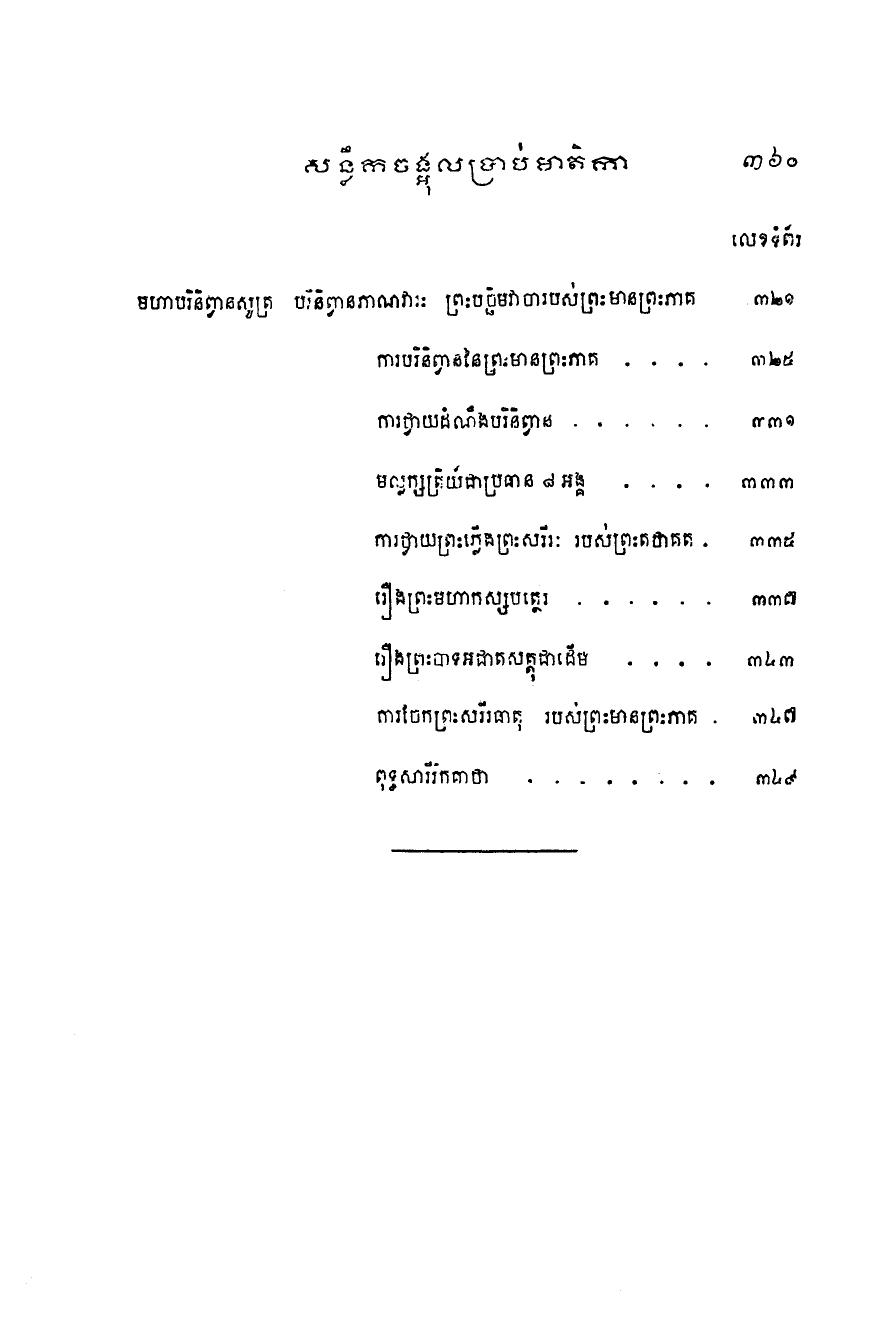 សន្លឹកចង្អុលប្រាប់មាតិកា ៣៦០
លេខទំព័រ
មហាបរិនិព្វានសូត្រ បរិនិព្វានភាណវារៈ ព្រះបច្ឆិមវាចារបស់ព្រះមានព្រះភាគ ៣២១
ការបរិនិព្វាននៃព្រះមានព្រះភាគ . . . . ៣២៥
ការថ្វាយដំណឹងបរិនិព្វាន . . . . . . ៣៣១
មល្លក្សត្រិយ៍ជាប្រធាន ៨ អង្គ . . . . ៣៣៣
ការថ្វាយព្រះភ្លើងព្រះសរីរៈ របស់ព្រះតថាគត . ៣៣៥
រឿងព្រះមហាកស្សបត្ថេរ . . . . . . ៣៣៧
រឿងព្រះបាទអជាតសត្តុជាដើម . . . . ៣៤៣
ការចែកព្រះសរីរធាតុ របស់ព្រះមានព្រះភាគ . ៣៤៧
ពុទ្ធសារីរិកគាថា . . . . . . . . ៣៤៩